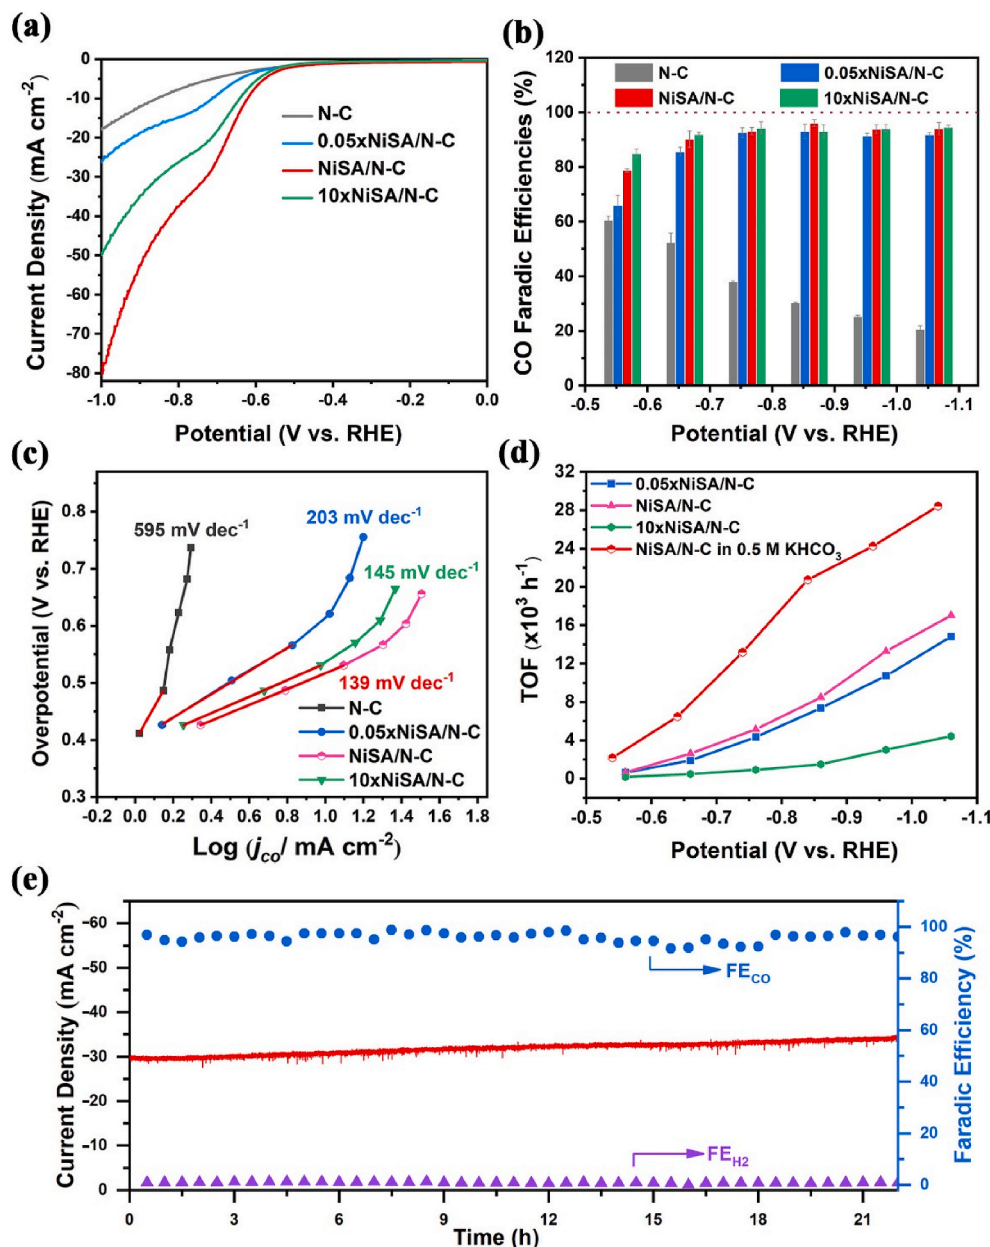 (a)
0
-10
-20
-30
-40
-50
-60
-70
-80
Current Density (mA cm⁻²)
N-C
0.05xNiSA/N-C
NiSA/N-C
10xNiSA/N-C
-1.0 -0.8 -0.6 -0.4 -0.2 0.0
Potential (V vs. RHE)
(b)
120
100
80
60
40
20
0
CO Faradic Efficiencies (%)
N-C 0.05xNiSA/N-C
NiSA/N-C 10xNiSA/N-C
-0.5 -0.6 -0.7 -0.8 -0.9 -1.0 -1.1
Potential (V vs. RHE)
(c)
0.8
0.7
0.6
0.5
0.4
0.3
Overpotential (V vs. RHE)
595 mV dec⁻¹
203 mV dec⁻¹
145 mV dec⁻¹
139 mV dec⁻¹
N-C
0.05xNiSA/N-C
NiSA/N-C
10xNiSA/N-C
-0.2 0.0 0.2 0.4 0.6 0.8 1.0 1.2 1.4 1.6 1.8
Log (j_co/ mA cm⁻²)
(d)
32
28
24
20
16
12
8
4
0
TOF (x10³ h⁻¹)
0.05xNiSA/N-C
NiSA/N-C
10xNiSA/N-C
NiSA/N-C in 0.5 M KHCO₃
-0.5 -0.6 -0.7 -0.8 -0.9 -1.0 -1.1
Potential (V vs. RHE)
(e)
-60
-50
-40
-30
-20
-10
0
Current Density (mA cm⁻²)
FE_CO
FE_H2
100
80
60
40
20
0
Faradic Efficiency (%)
0 3 6 9 12 15 18 21
Time (h)